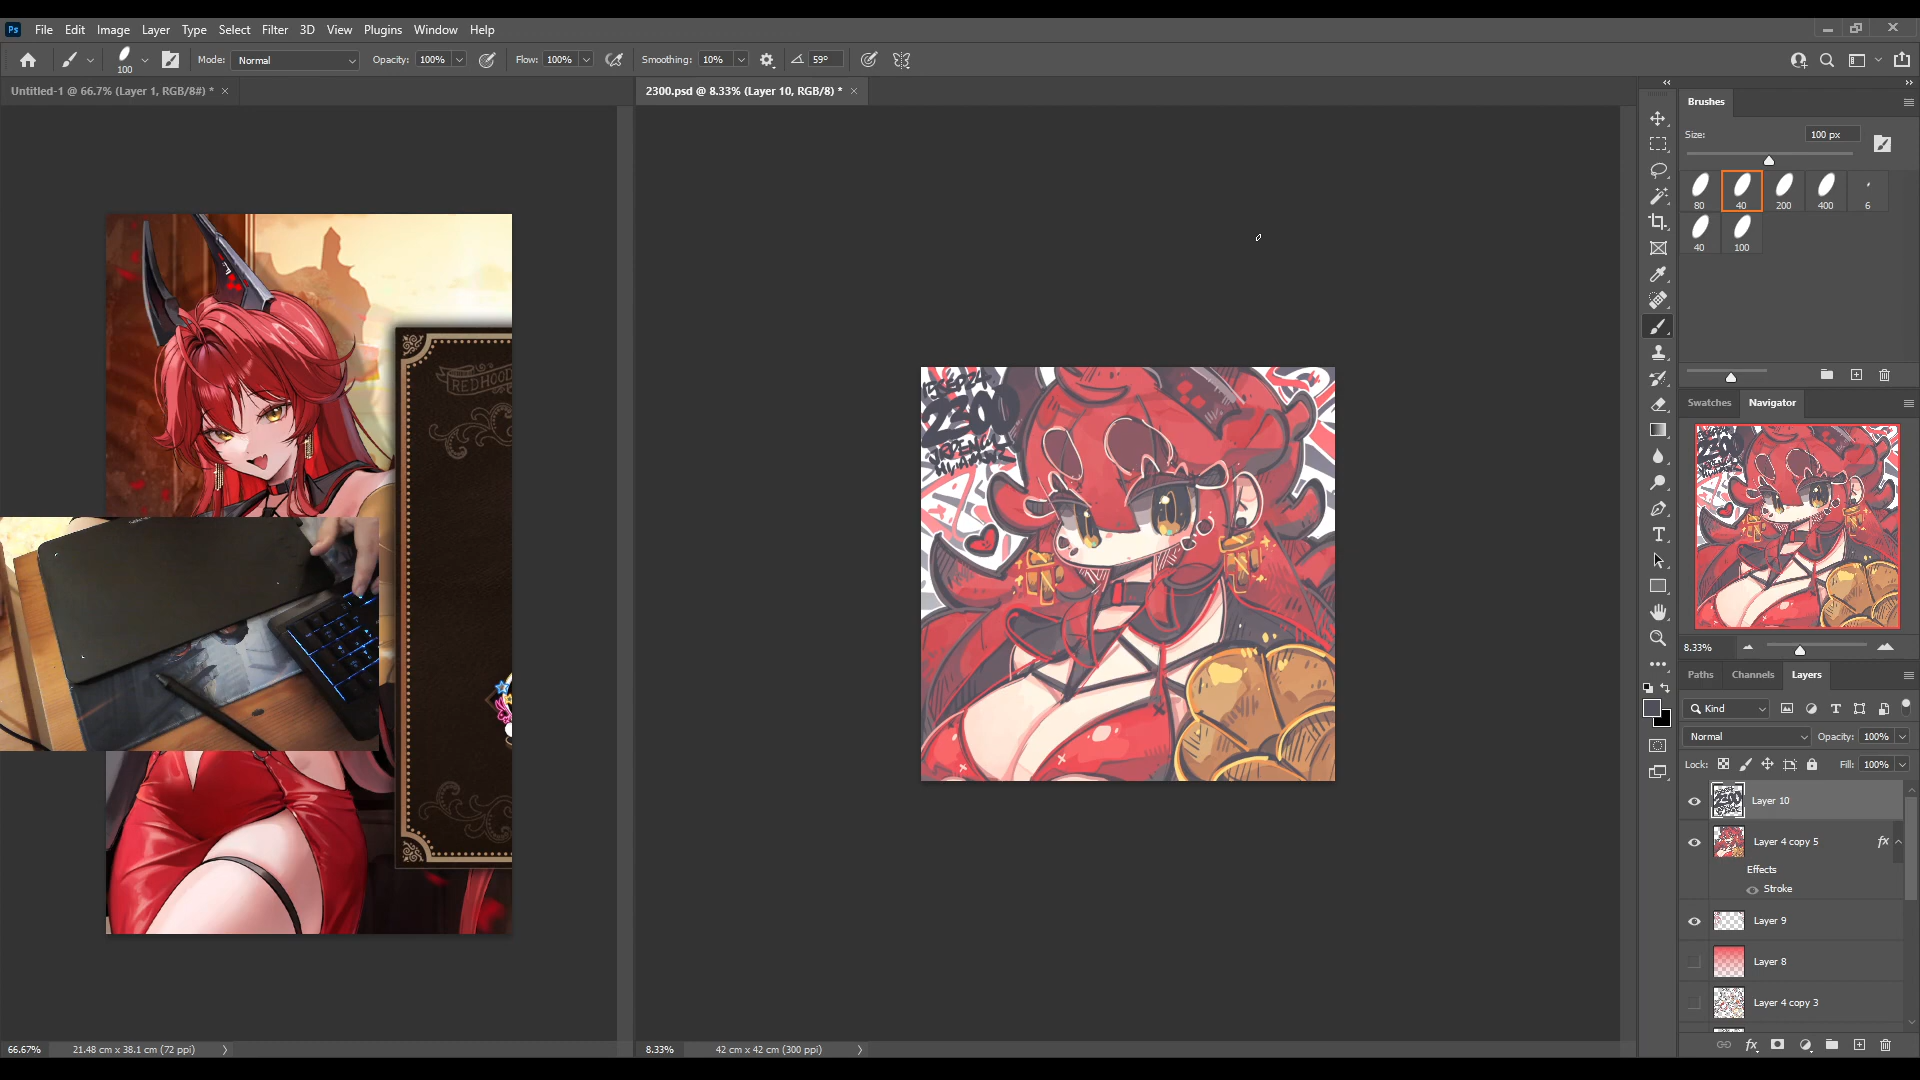 Ps File Edit Image Layer Type Select Filter 3D View Plugins Window Help
100 Mode: Normal Opacity: 100% Flow: 100% Smoothing: 10% 59°
Untitled-1 @ 66.7% (Layer 1, RGB/8#) *
2300.psd @ 8.33% (Layer 10, RGB/8) *
REDHOOD
2300
Brushes
Size: 100 px
80 40 200 400 6
40 100
Swatches Navigator
2300
8.33%
Paths Channels Layers
Kind
Normal Opacity: 100%
Lock: Fill: 100%
Layer 10
Layer 4 copy 5 fx
Effects
Stroke
Layer 9
Layer 8
Layer 4 copy 3
66.67% 21.48 cm x 38.1 cm (72 ppi)
8.33% 42 cm x 42 cm (300 ppi)